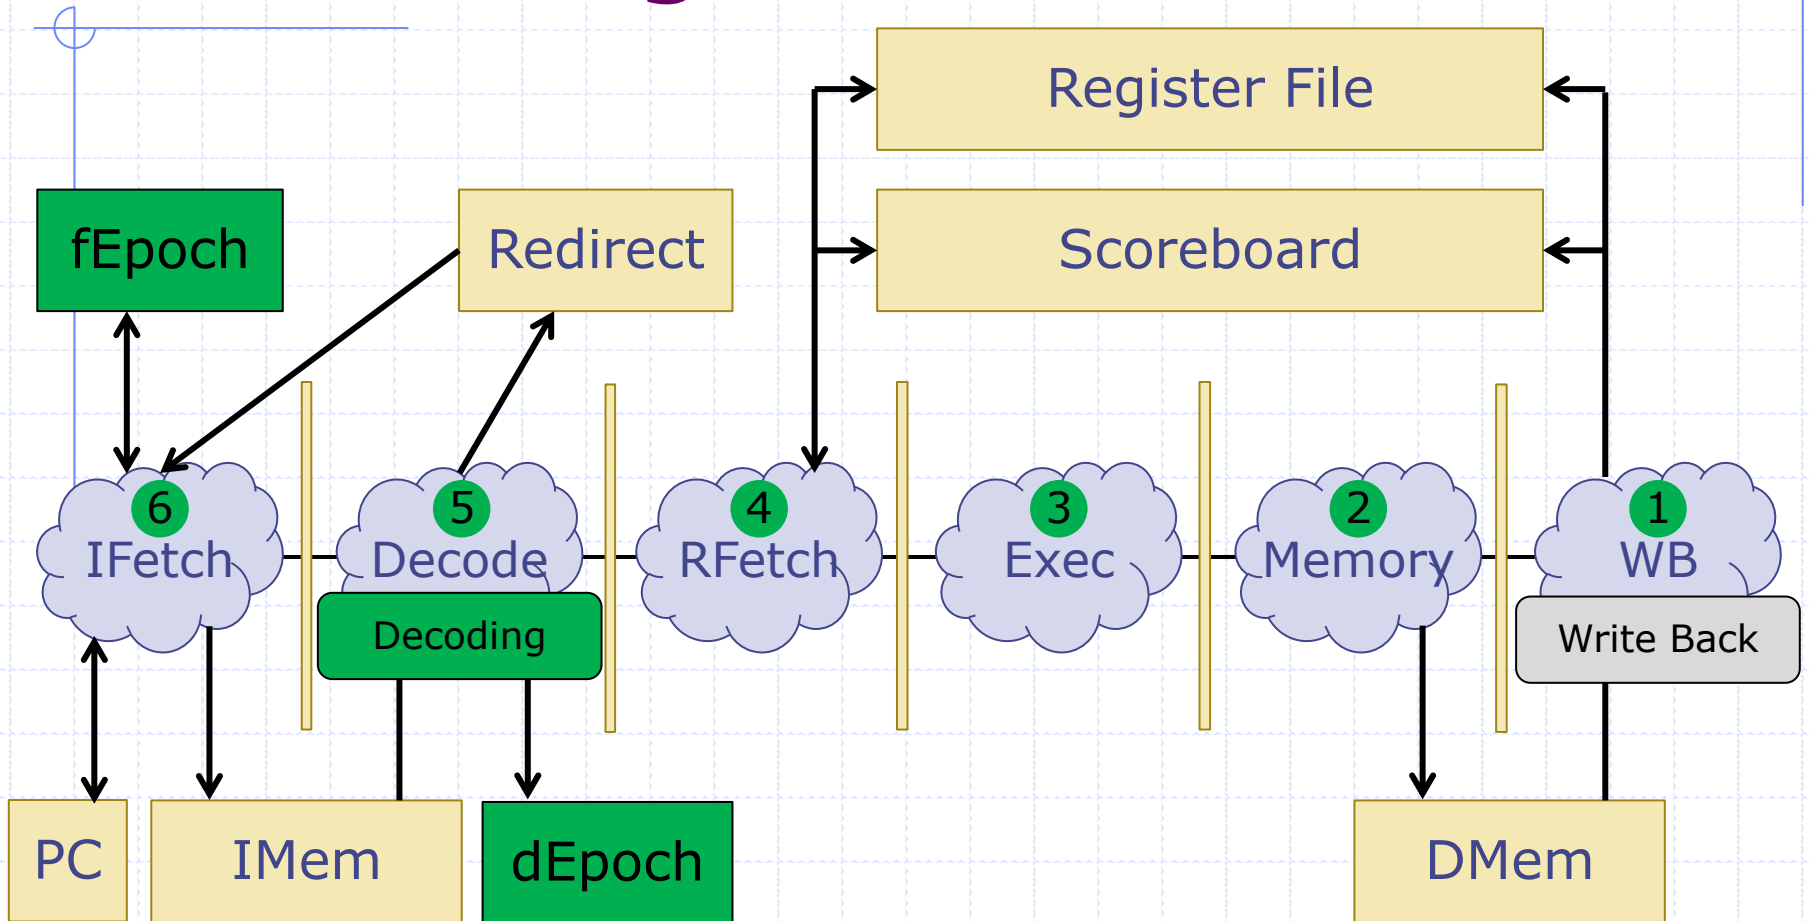 Register File
fEpoch
Redirect
Scoreboard
6
5
4
3
2
1
IFetch
Decode
RFetch
Exec
Memory
WB
Decoding
Write Back
PC
IMem
dEpoch
DMem